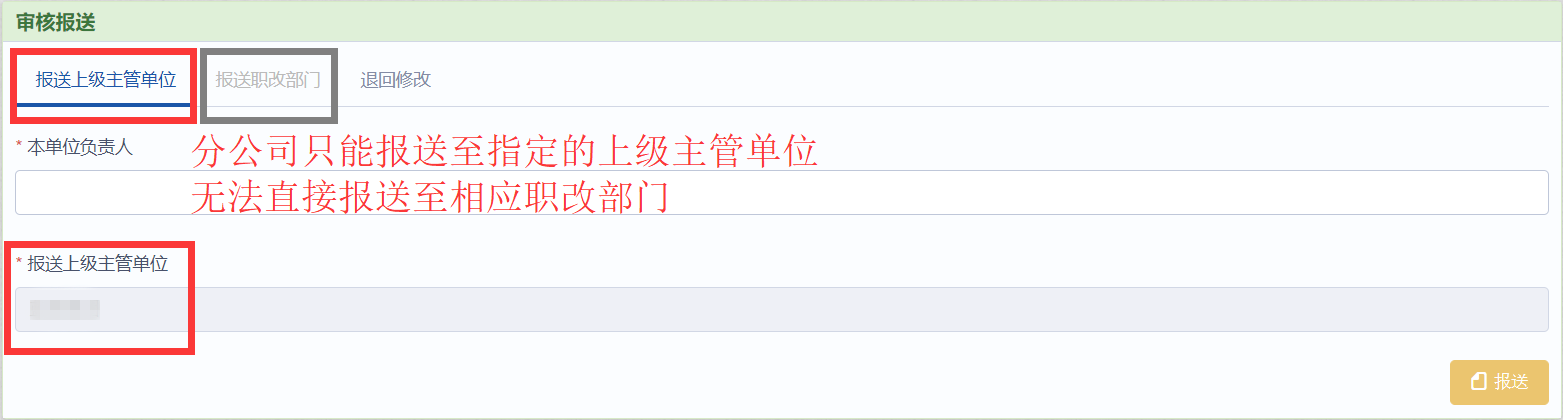 审核报送
报送上级主管单位 报送职改部门 退回修改
* 本单位负责人
分公司只能报送至指定的上级主管单位
无法直接报送至相应职改部门
* 报送上级主管单位
报送